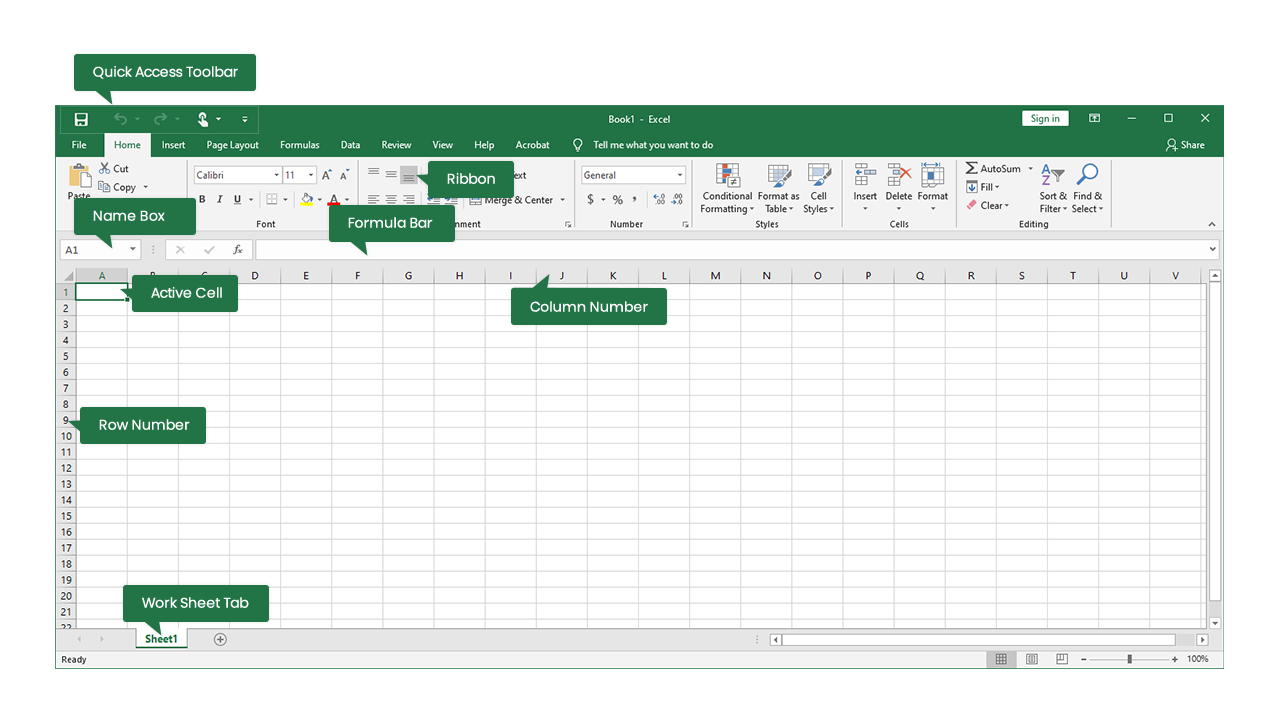 Quick Access Toolbar
Book1 - Excel
Sign in
File Home Insert Page Layout Formulas Data Review View Help Acrobat Tell me what you want to do Share
Cut
Copy
Paste
Calibri 11
B I U A
Font
Name Box
Ribbon
Formula Bar
Merge & Center
General
$ % ,
Number
Conditional Formatting
Format as Table
Cell Styles
Styles
Insert Delete Format
Cells
AutoSum
Fill
Clear
Sort & Filter
Find & Select
Editing
A1 fx
A B C D E F G H I J K L M N O P Q R S T U V
Active Cell
Column Number
1
2
3
4
5
6
7
8
9
Row Number
10
11
12
13
14
15
16
17
18
19
20
21
22
Work Sheet Tab
Sheet1
Ready
100%